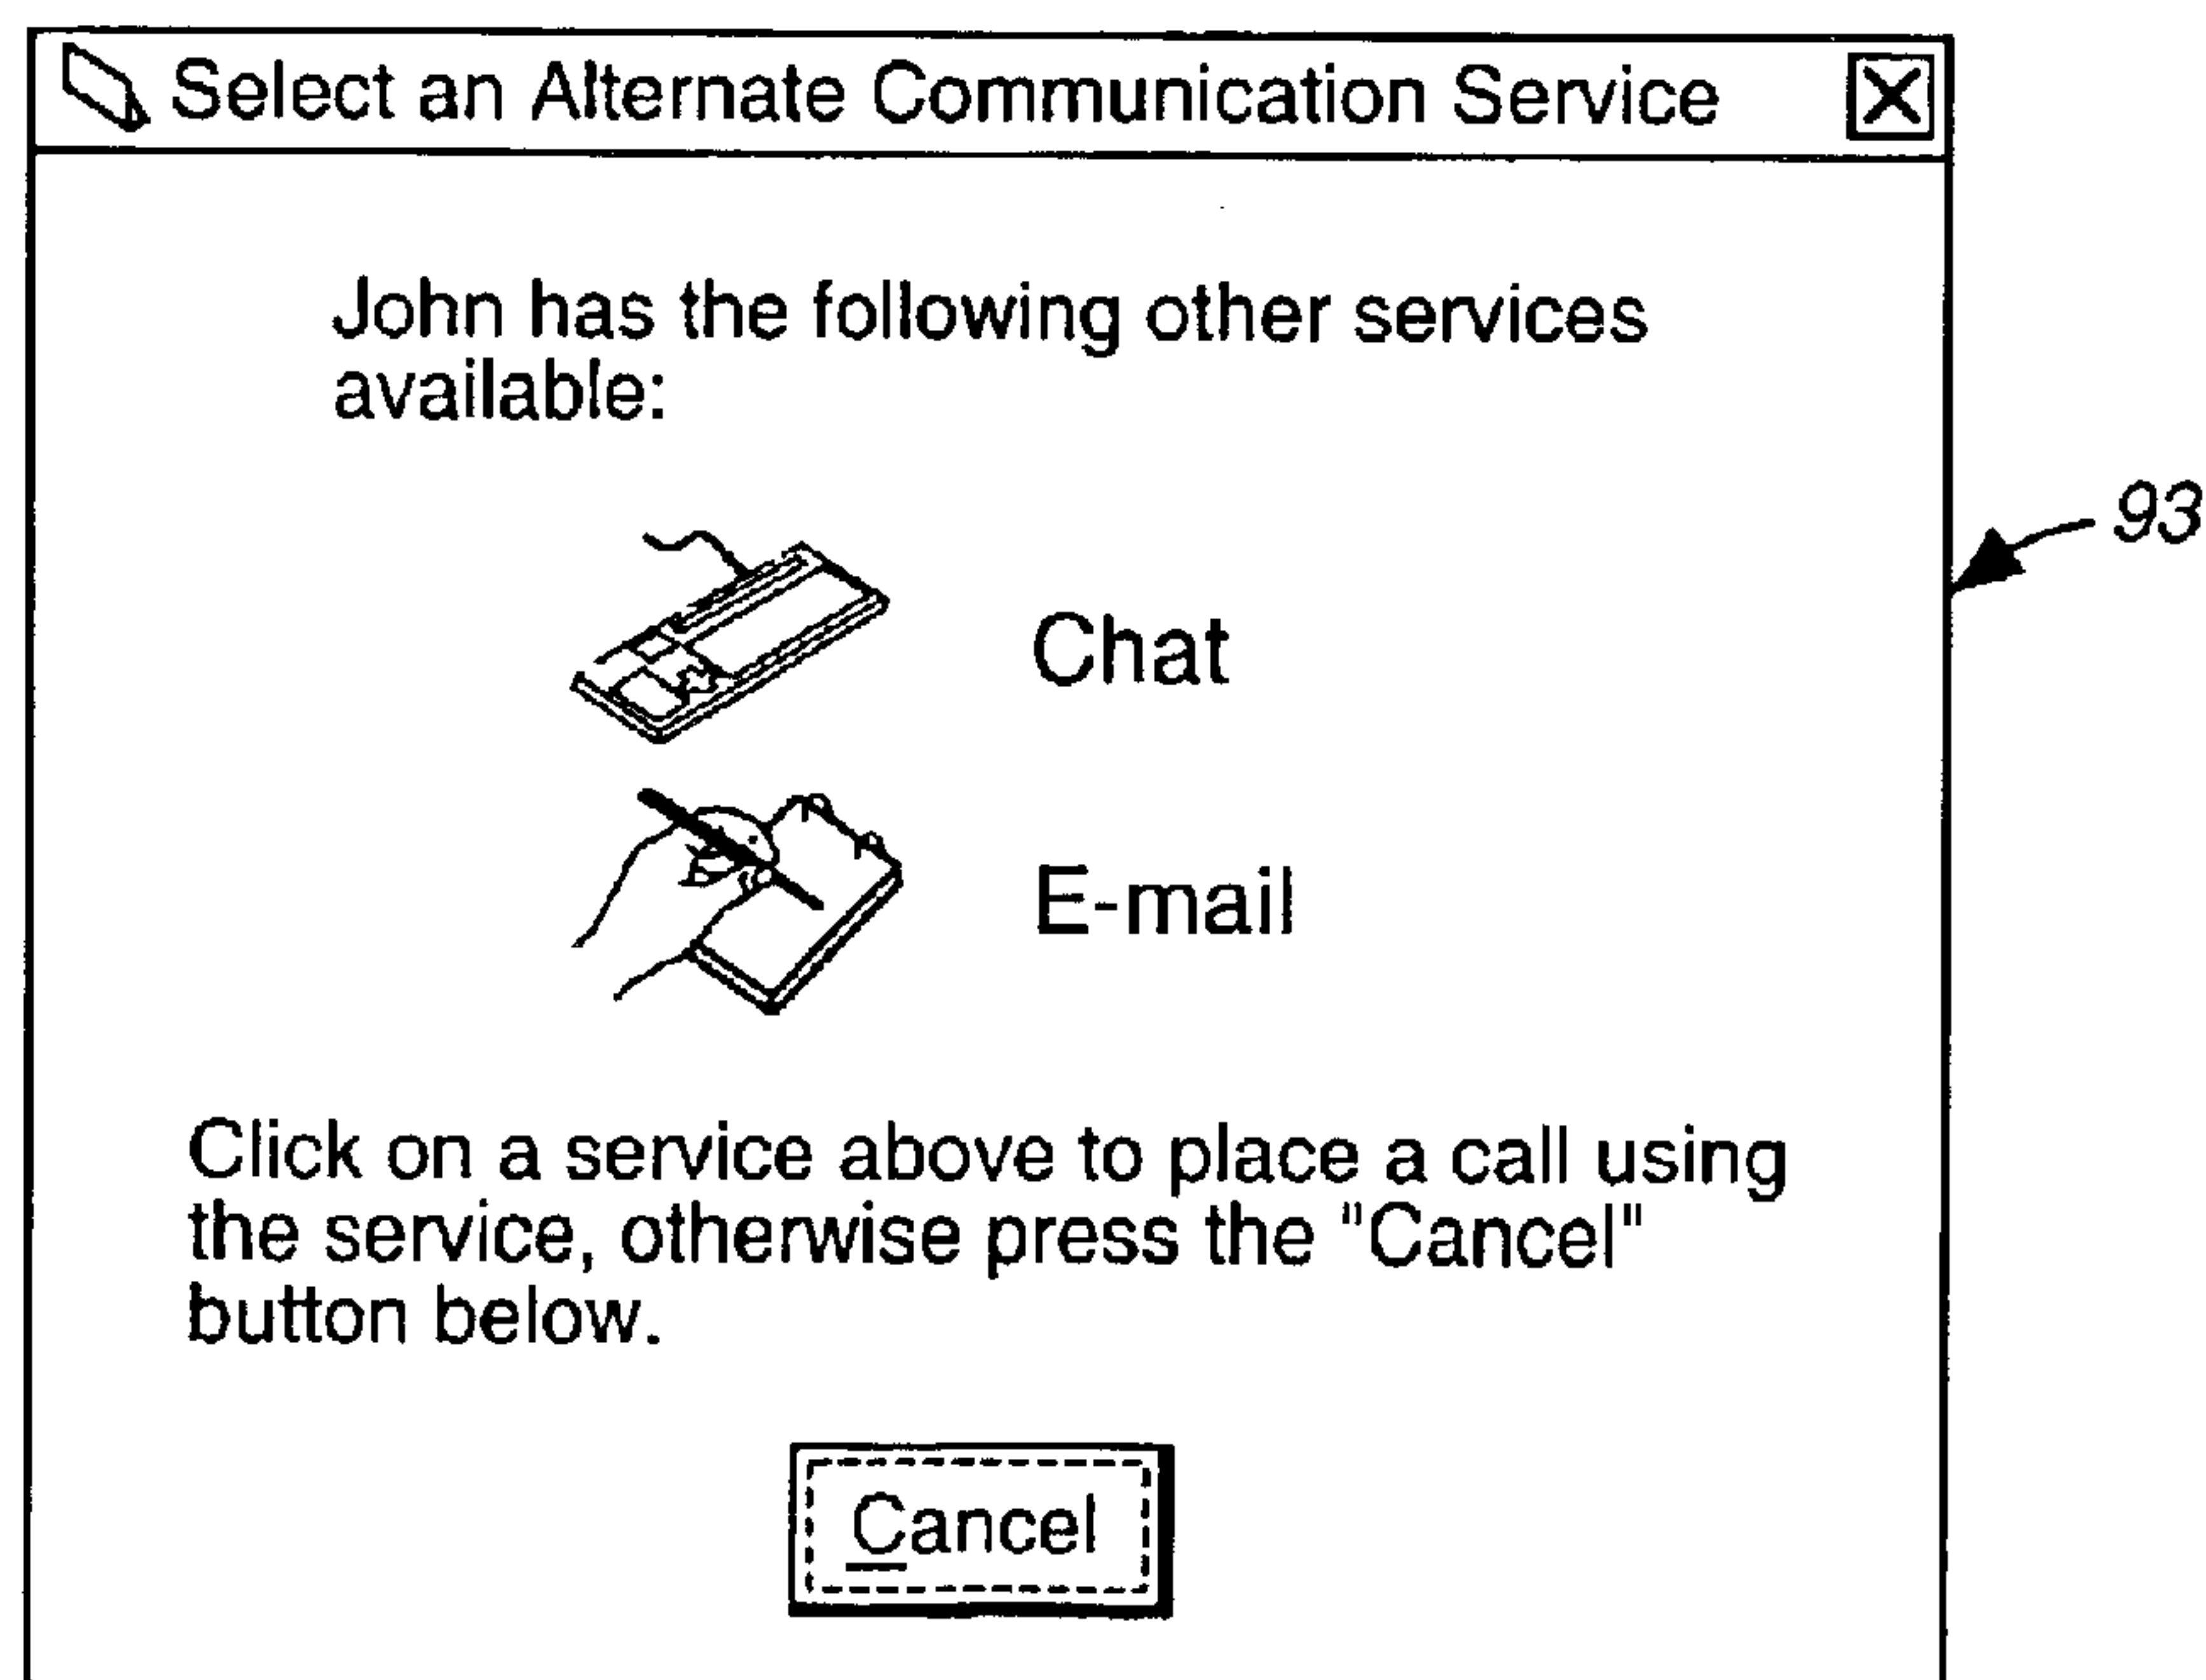 Select an Alternate Communication Service
John has the following other services
available:
93
Chat
E-mail
Click on a service above to place a call using
the service, otherwise press the "Cancel"
button below.
Cancel